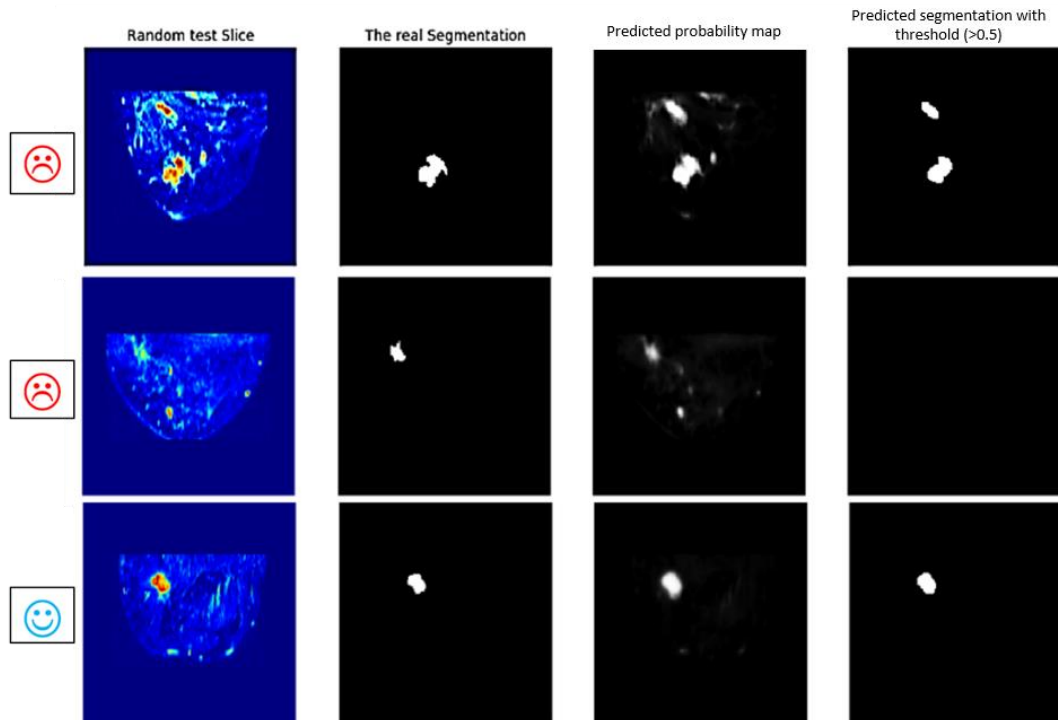 Random test Slice
The real Segmentation
Predicted probability map
Predicted segmentation with
threshold (>0.5)